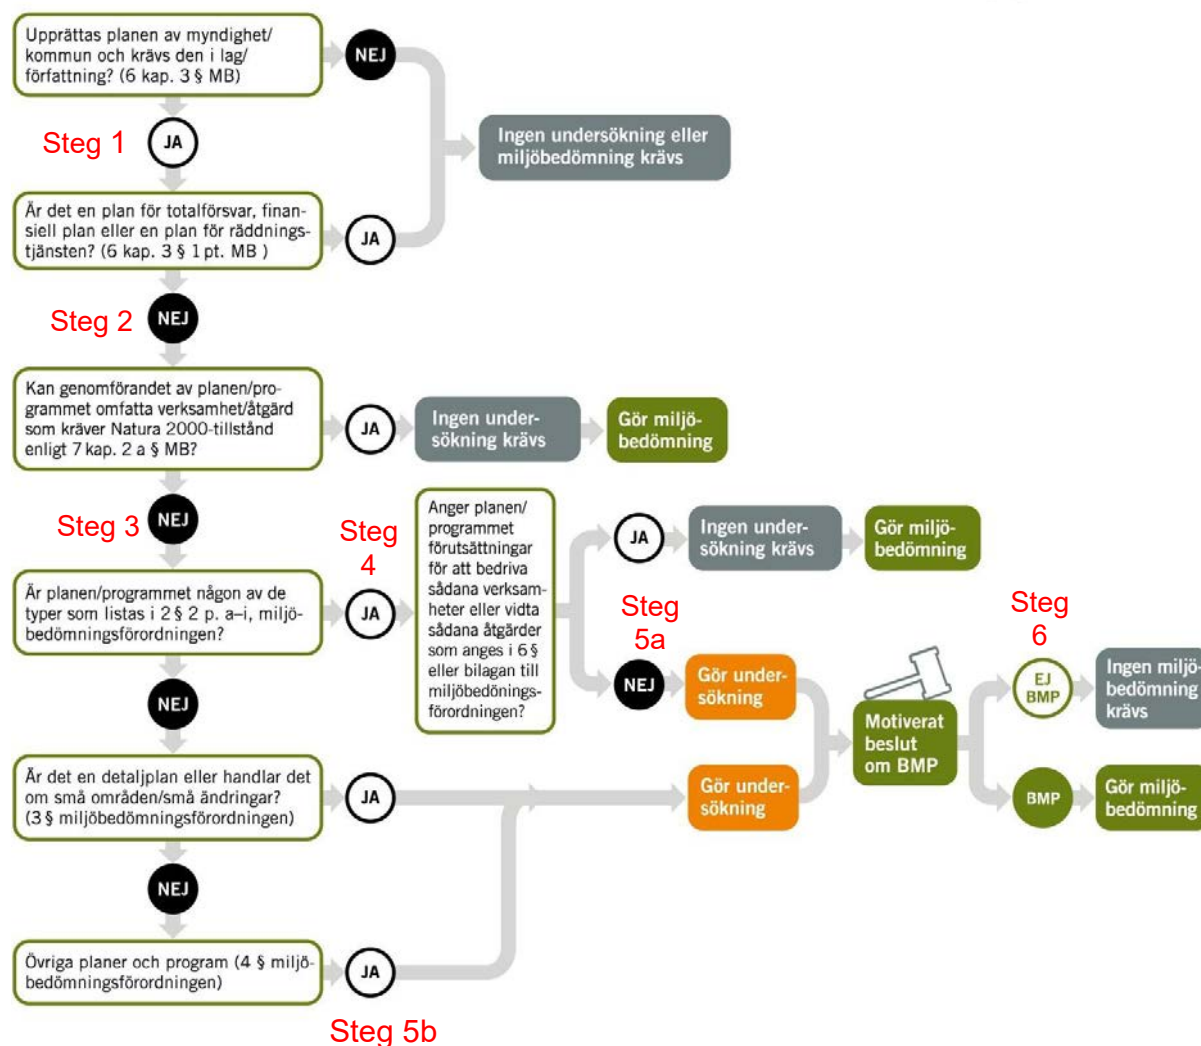 Upprättas planen av myndighet/
kommun och krävs den i lag/
författning? (6 kap. 3 § MB)
NEJ
Steg 1
JA
Ingen undersökning eller
miljöbedömning krävs
Är det en plan för totalförsvar, finan-
siell plan eller en plan för räddnings-
tjänsten? (6 kap. 3 § 1 pt. MB )
JA
Steg 2
NEJ
Kan genomförandet av planen/pro-
grammet omfatta verksamhet/åtgärd
som kräver Natura 2000-tillstånd
enligt 7 kap. 2 a § MB?
JA
Ingen under-
sökning krävs
Gör miljö-
bedömning
Steg 3
NEJ
Är planen/programmet någon av de
typer som listas i 2 § 2 p. a–i, miljö-
bedömningsförordningen?
Steg
4
JA
Anger planen/
programmet
förutsättningar
för att bedriva
sådana verksam-
heter eller vidta
sådana åtgärder
som anges i 6 §
eller bilagan till
miljöbedönings-
förordningen?
JA
Ingen under-
sökning krävs
Gör miljö-
bedömning
Steg
5a
NEJ
Gör under-
sökning
NEJ
Är det en detaljplan eller handlar det
om små områden/små ändringar?
(3 § miljöbedömningsförordningen)
JA
Gör under-
sökning
Motiverat
beslut
om BMP
Steg
6
EJ
BMP
Ingen miljö-
bedömning
krävs
BMP
Gör miljö-
bedömning
NEJ
Övriga planer och program (4 § miljö-
bedömningsförordningen)
JA
Steg 5b